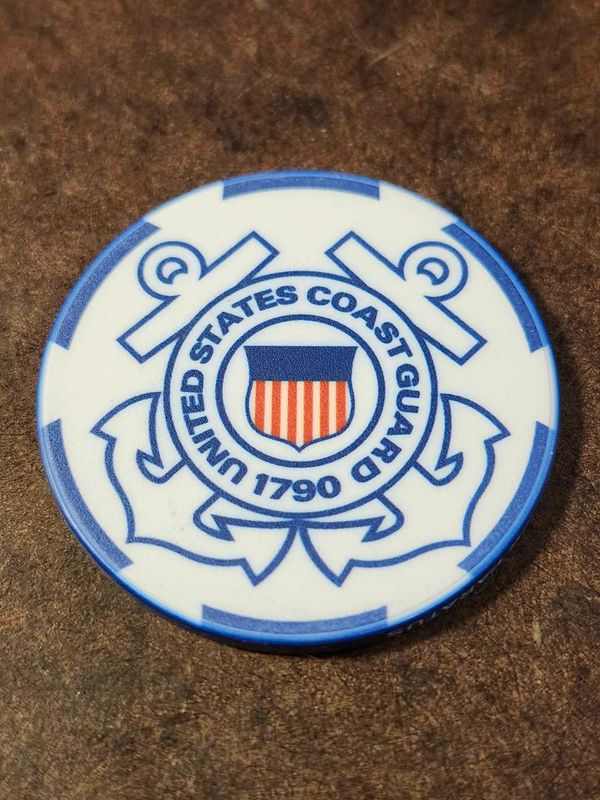 UNITED STATES COAST GUARD
1790